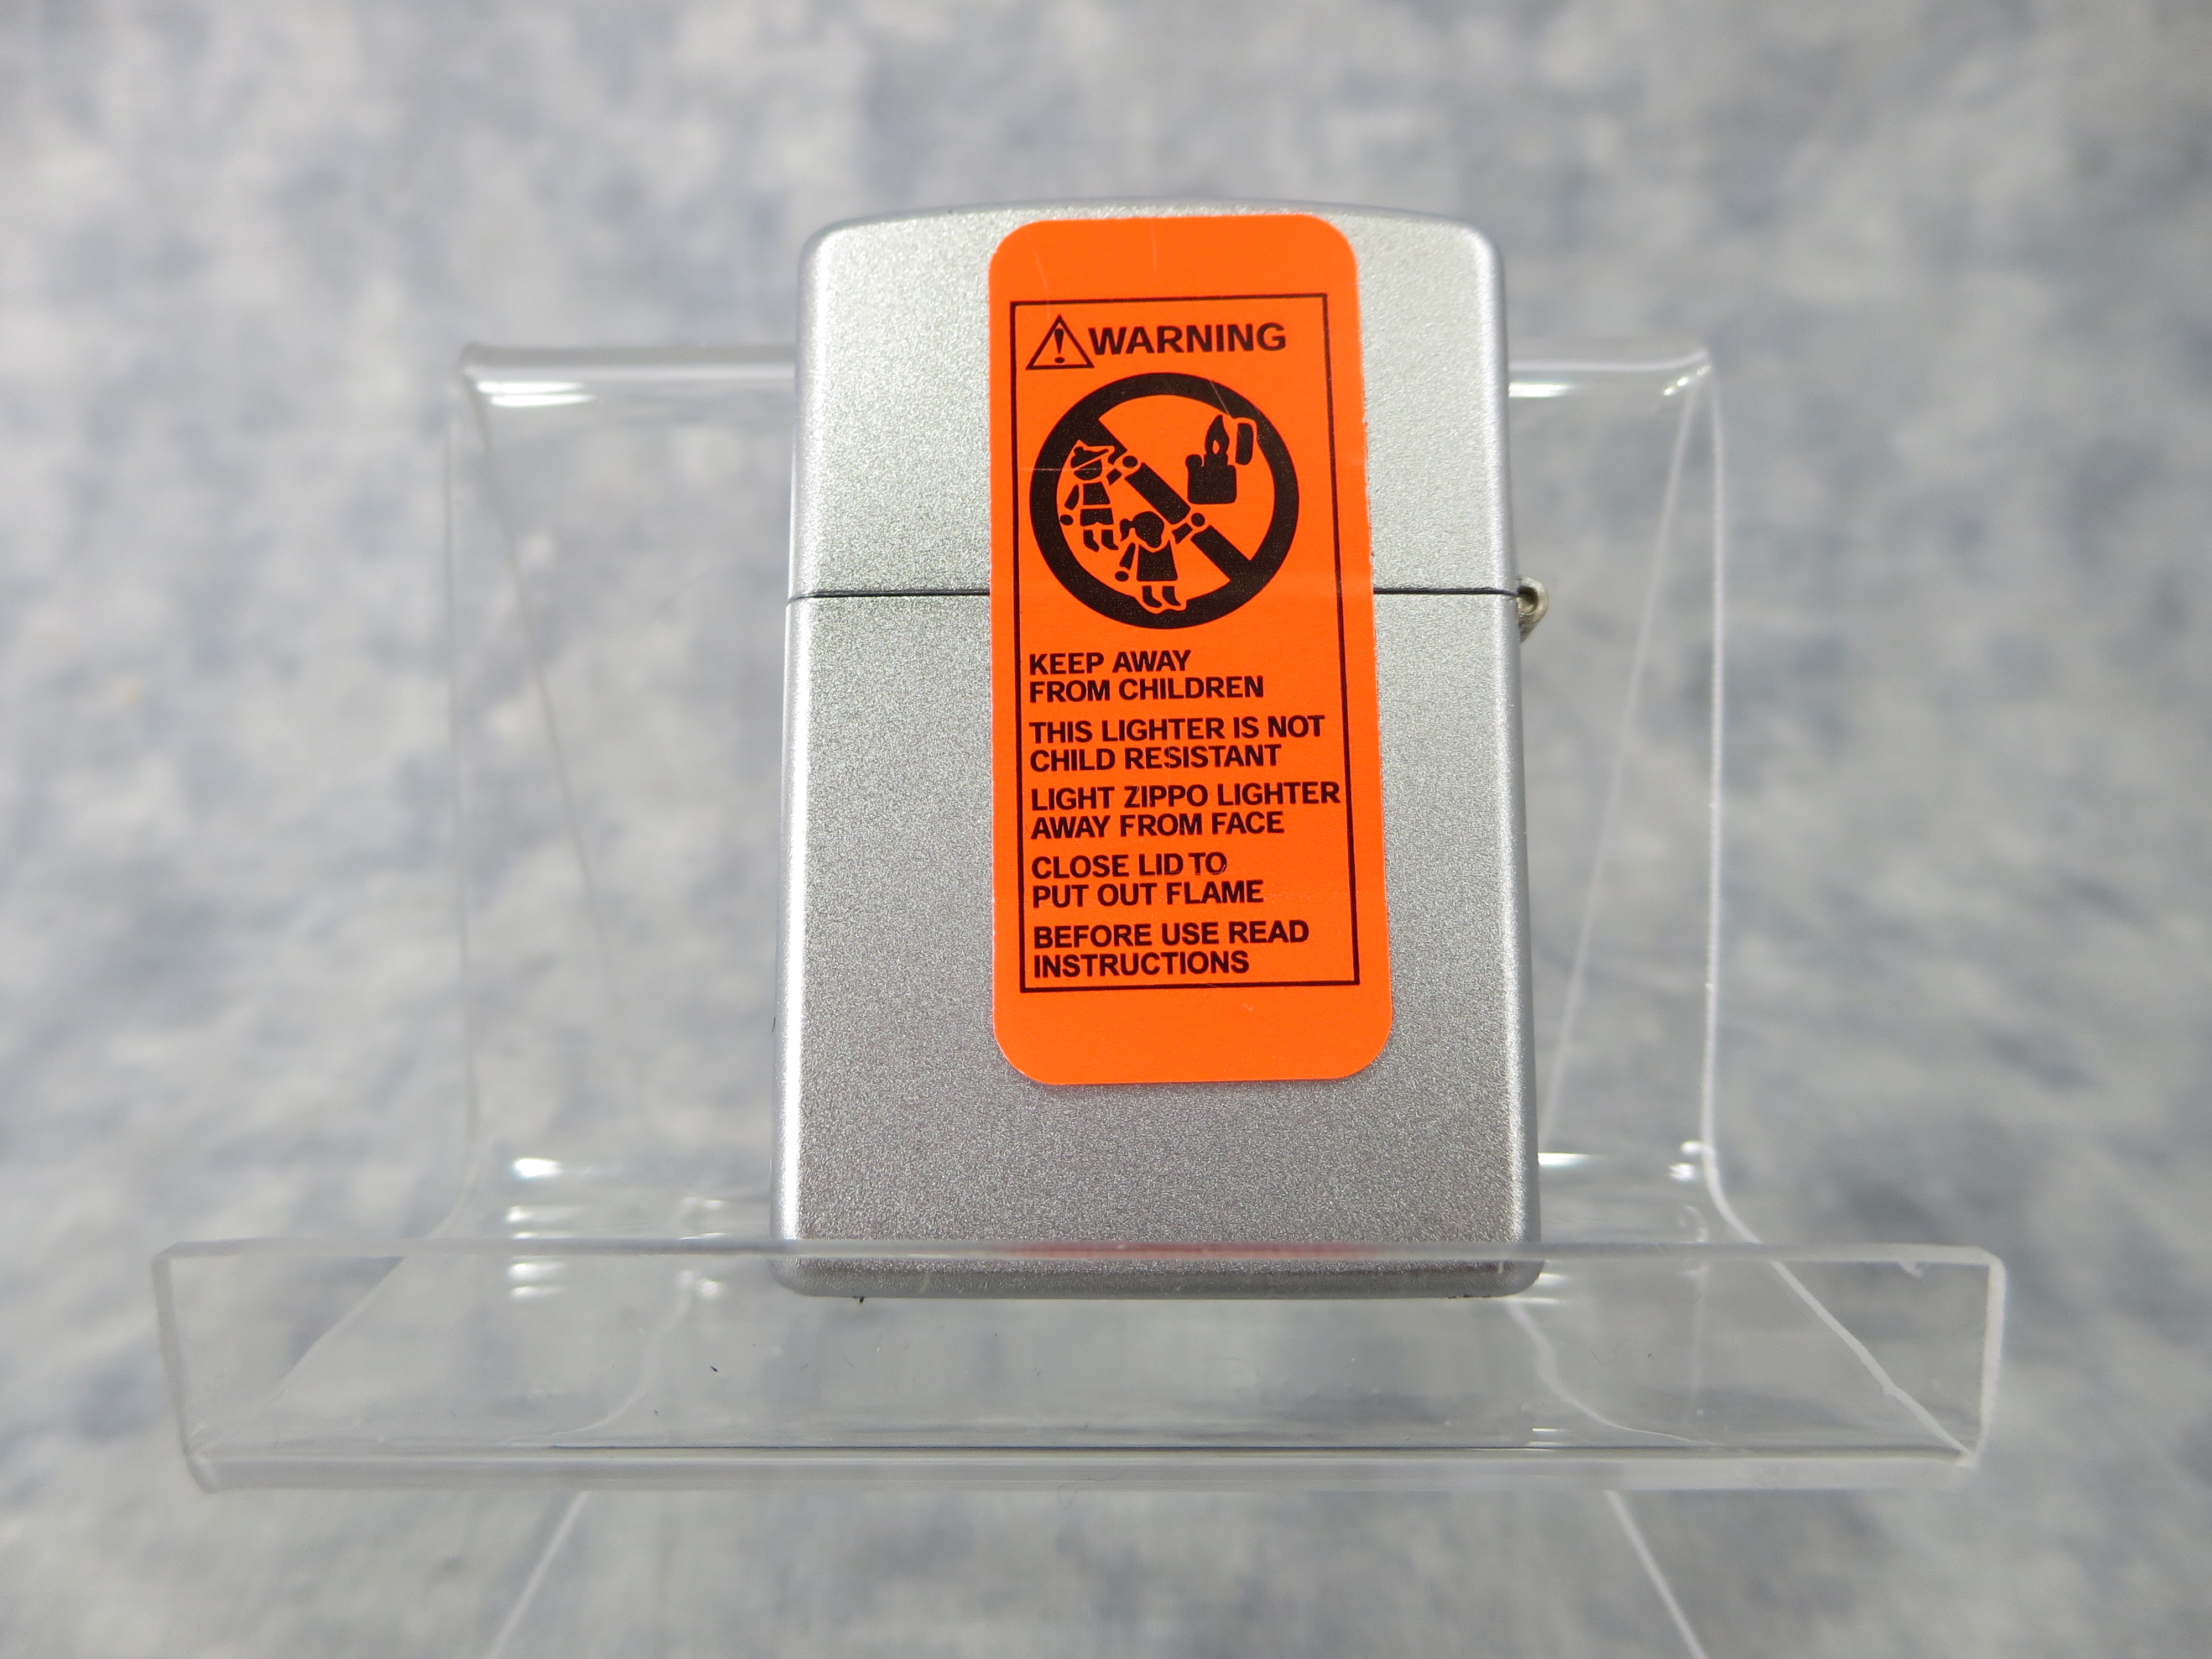 WARNING
KEEP AWAY
FROM CHILDREN
THIS LIGHTER IS NOT
CHILD RESISTANT
LIGHT ZIPPO LIGHTER
AWAY FROM FACE
CLOSE LID TO
PUT OUT FLAME
BEFORE USE READ
INSTRUCTIONS